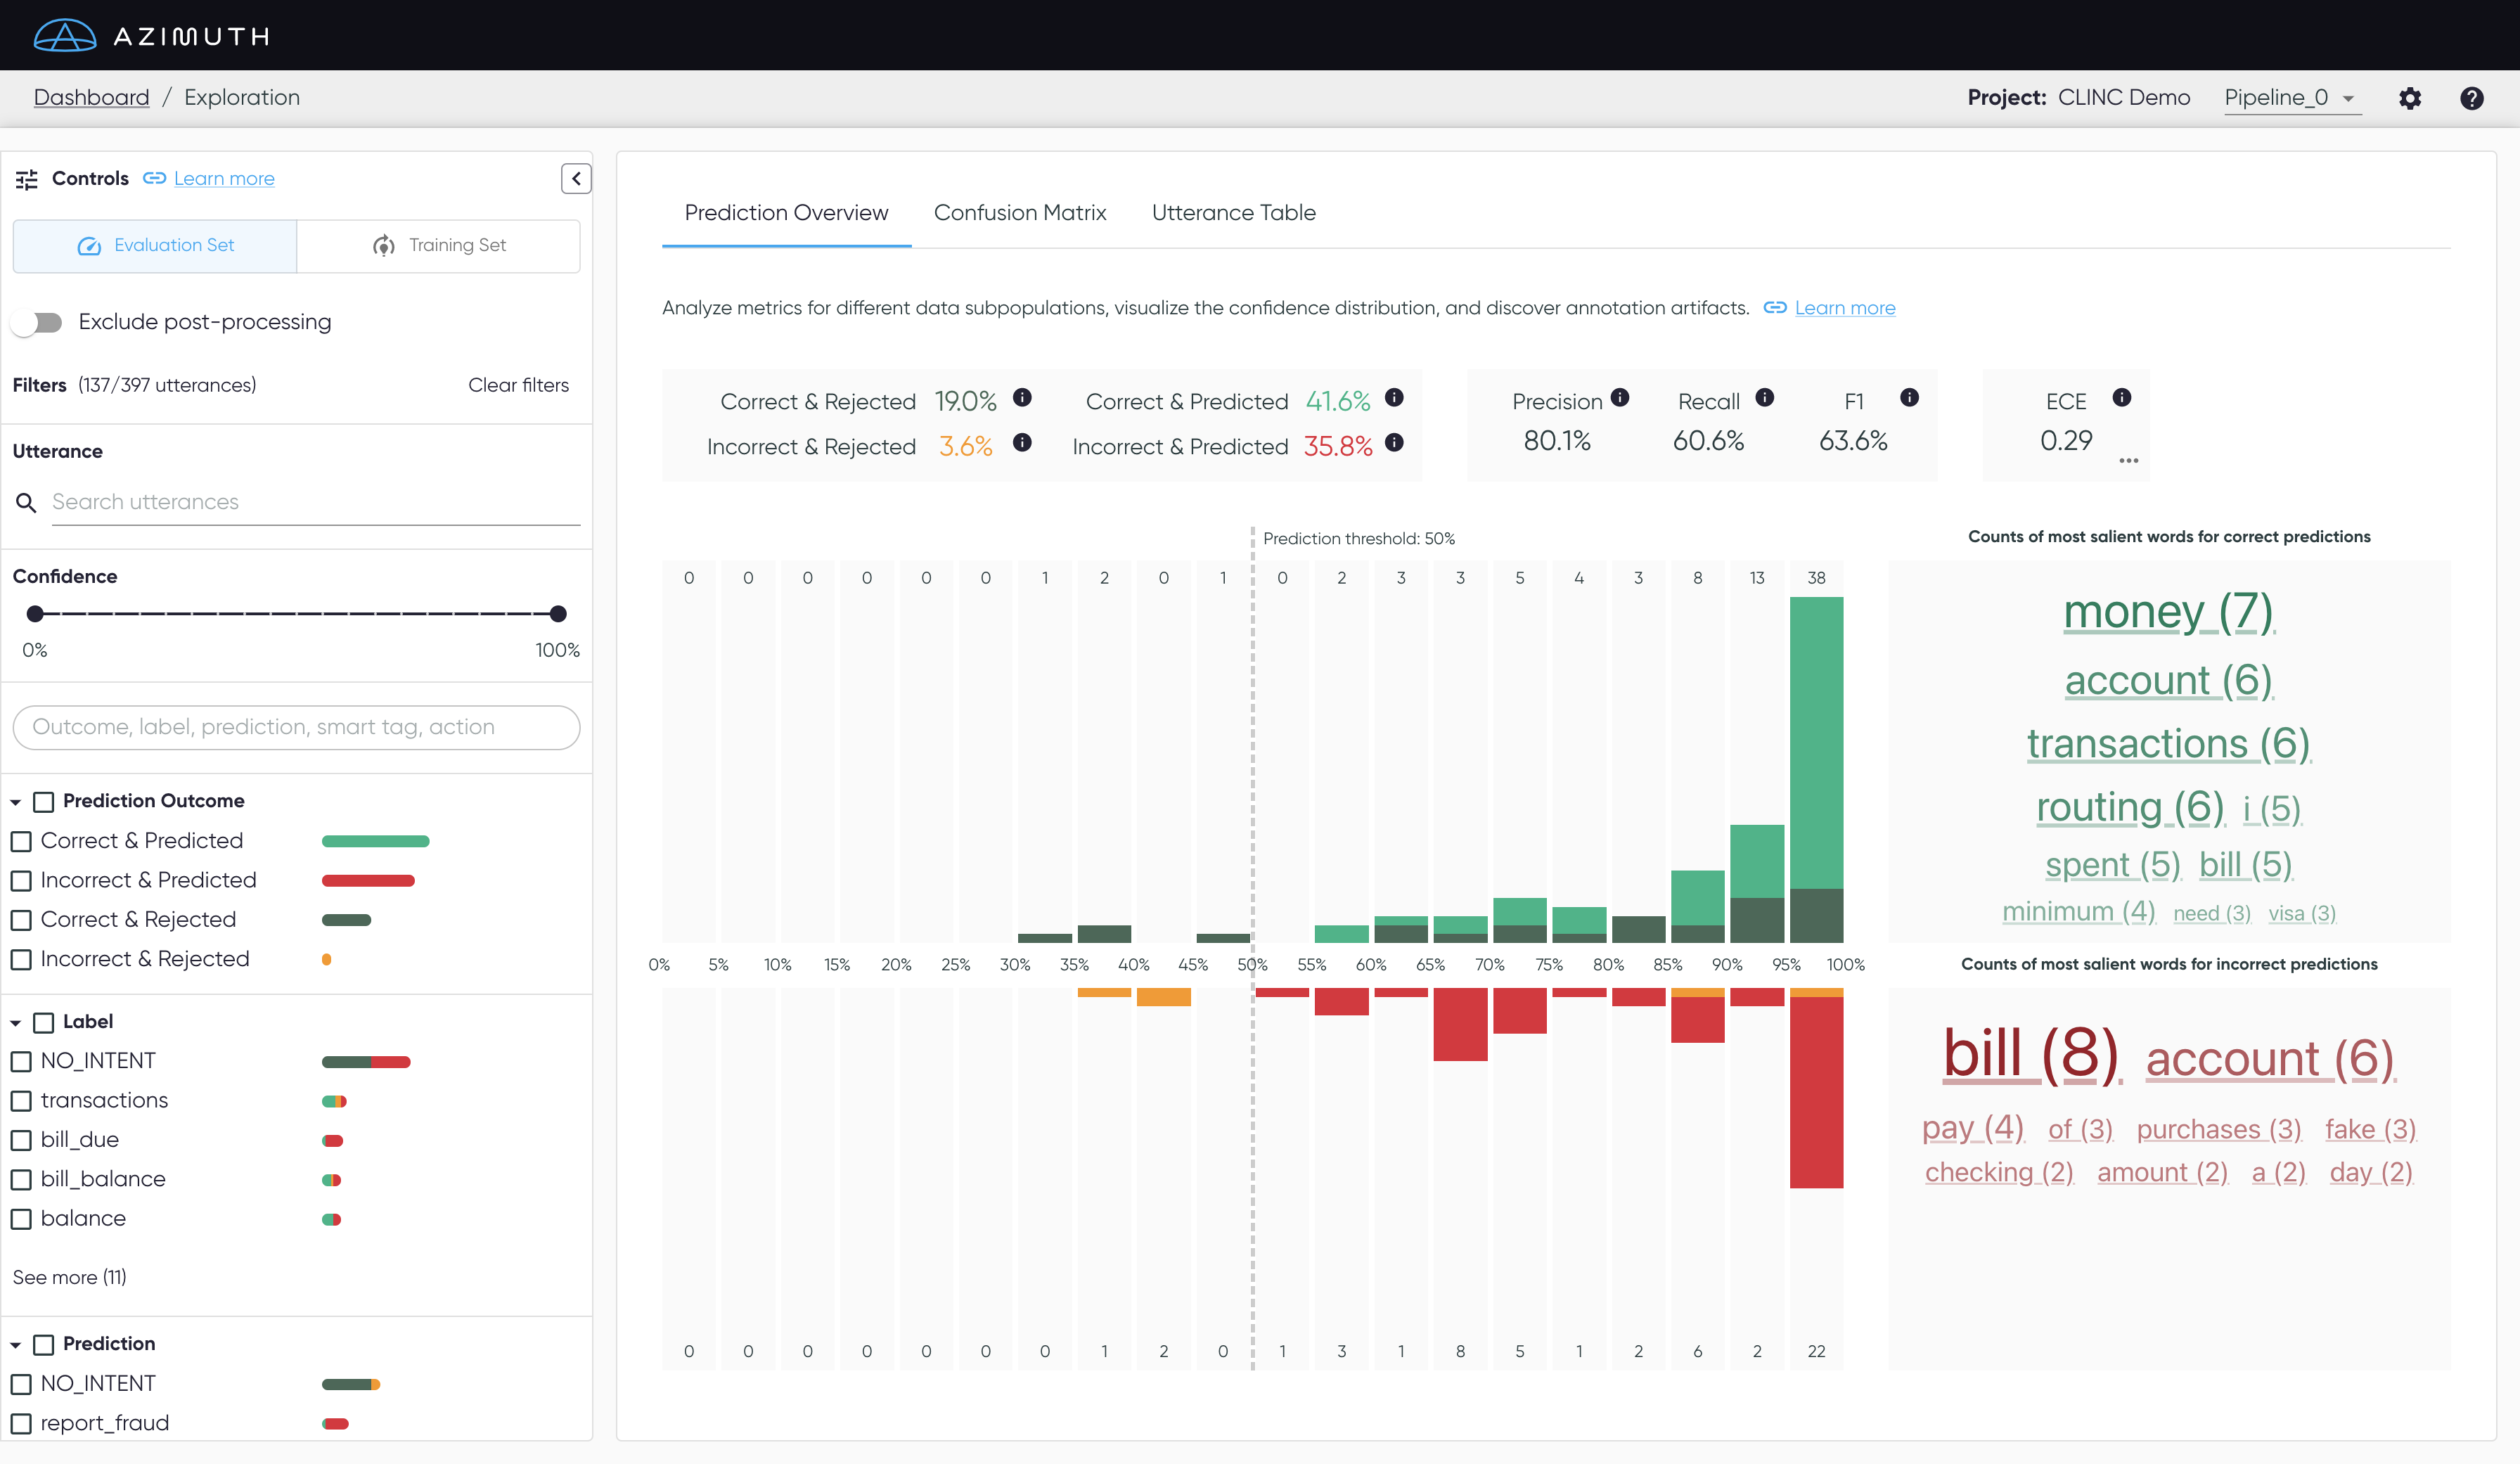 AZIMUTH
Dashboard / Exploration
Project: CLINC Demo Pipeline_0
Controls Learn more
Evaluation Set Training Set
Exclude post-processing
Filters (137/397 utterances) Clear filters
Utterance
Search utterances
Confidence
0% 100%
Outcome, label, prediction, smart tag, action
Prediction Outcome
Correct & Predicted
Incorrect & Predicted
Correct & Rejected
Incorrect & Rejected
Label
NO_INTENT
transactions
bill_due
bill_balance
balance
See more (11)
Prediction
NO_INTENT
report_fraud
Prediction Overview Confusion Matrix Utterance Table
Analyze metrics for different data subpopulations, visualize the confidence distribution, and discover annotation artifacts. Learn more
Correct & Rejected 19.0% Correct & Predicted 41.6%
Incorrect & Rejected 3.6% Incorrect & Predicted 35.8%
Precision Recall F1
80.1% 60.6% 63.6%
ECE
0.29
...
Prediction threshold: 50%
0 0 0 0 0 0 1 2 0 1 0 2 3 3 5 4 3 8 13 38
0% 5% 10% 15% 20% 25% 30% 35% 40% 45% 50% 55% 60% 65% 70% 75% 80% 85% 90% 95% 100%
0 0 0 0 0 0 0 1 2 0 1 3 1 8 5 1 2 6 2 22
Counts of most salient words for correct predictions
money (7)
account (6)
transactions (6)
routing (6) i (5)
spent (5) bill (5)
minimum (4) need (3) visa (3)
Counts of most salient words for incorrect predictions
bill (8) account (6)
pay (4) of (3) purchases (3) fake (3)
checking (2) amount (2) a (2) day (2)